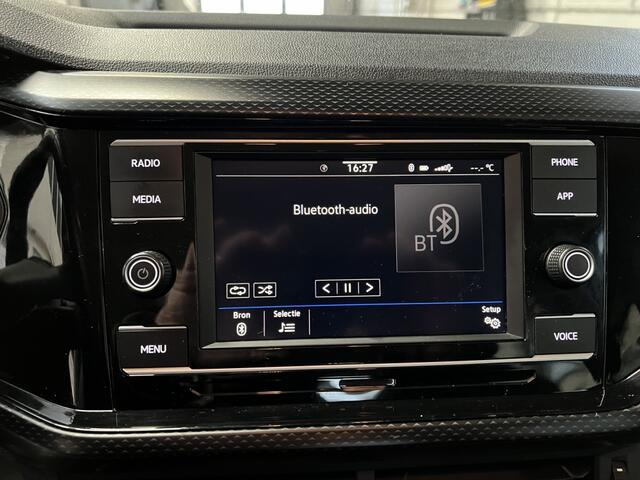 RADIO
MEDIA
MENU
PHONE
APP
VOICE
16:27
--,- °C
Bluetooth-audio
BT
Bron
Selectie
Setup